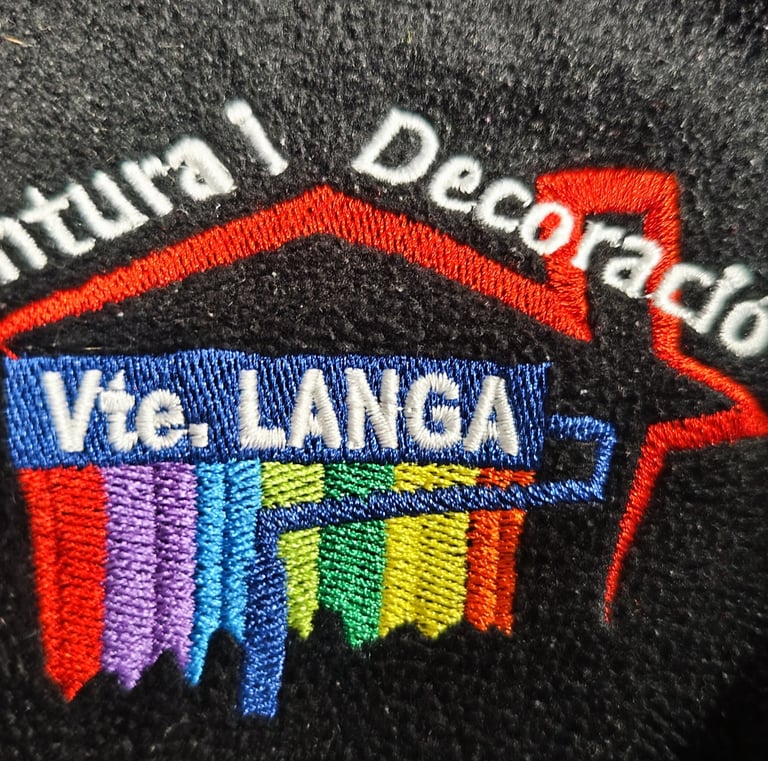 ntura i Decoració
Vte. LANGA